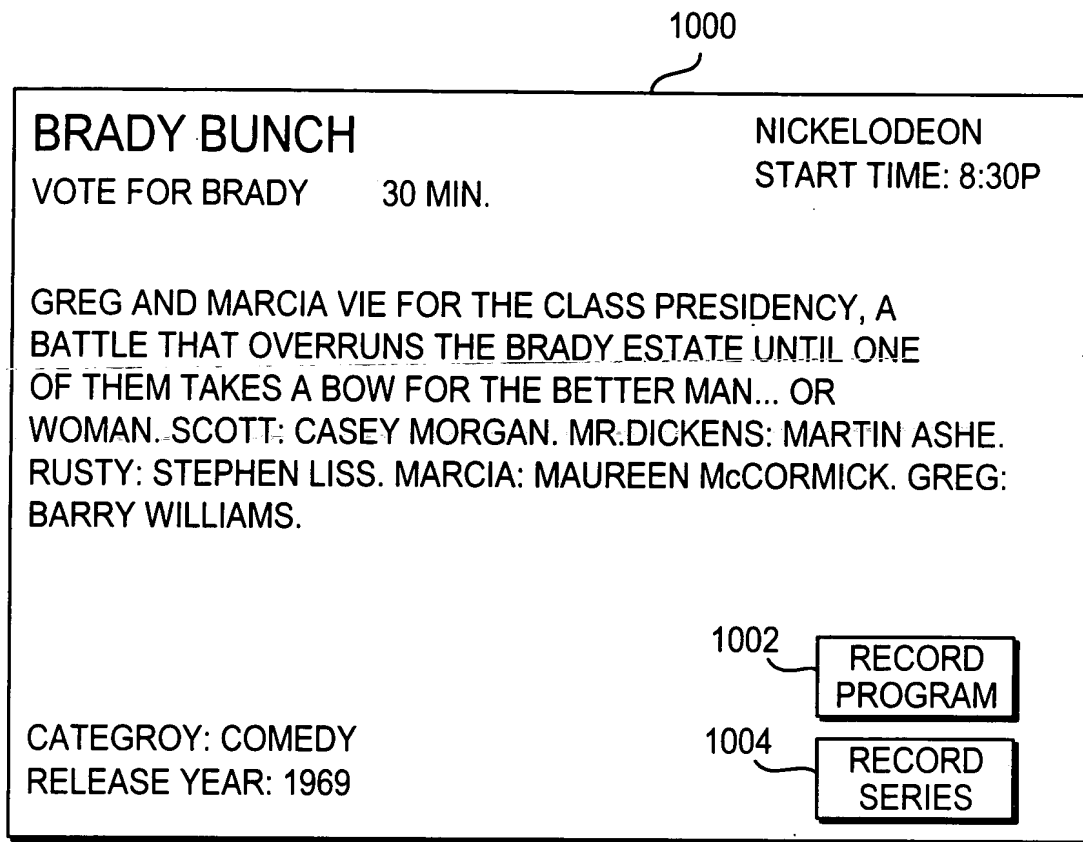 1000
BRADY BUNCH
NICKELODEON
VOTE FOR BRADY 30 MIN.
START TIME: 8:30P
GREG AND MARCIA VIE FOR THE CLASS PRESIDENCY, A
BATTLE THAT OVERRUNS THE BRADY ESTATE UNTIL ONE
OF THEM TAKES A BOW FOR THE BETTER MAN... OR
WOMAN. SCOTT: CASEY MORGAN. MR.DICKENS: MARTIN ASHE.
RUSTY: STEPHEN LISS. MARCIA: MAUREEN McCORMICK. GREG:
BARRY WILLIAMS.
1002
RECORD
PROGRAM
CATEGROY: COMEDY
RELEASE YEAR: 1969
1004
RECORD
SERIES